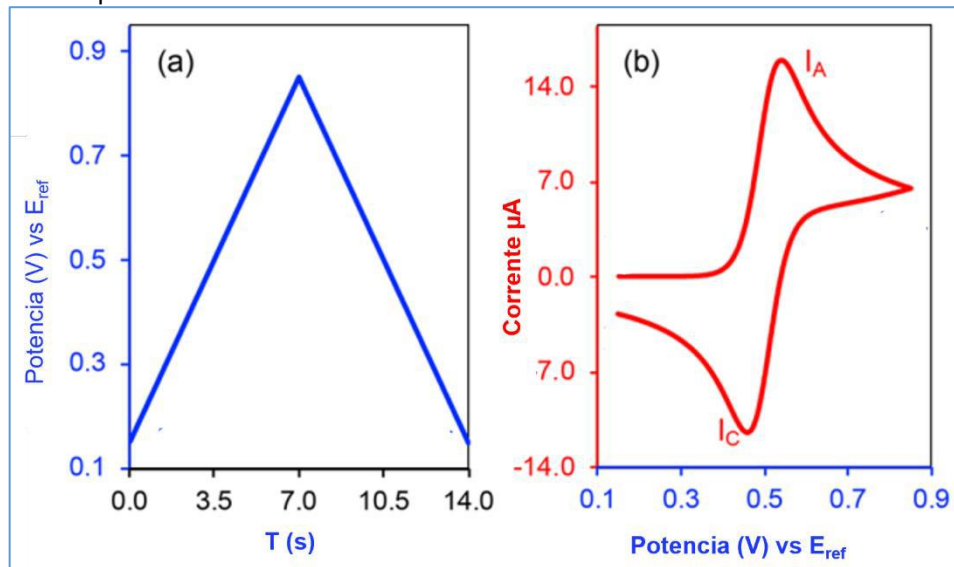 (a)
0.9
0.7
0.5
0.3
0.1
Potencia (V) vs Eref
0.0 3.5 7.0 10.5 14.0
T (s)
(b)
IA
IC
14.0
7.0
0.0
-7.0
-14.0
Corrente µA
0.1 0.3 0.5 0.7 0.9
Potencia (V) vs Eref